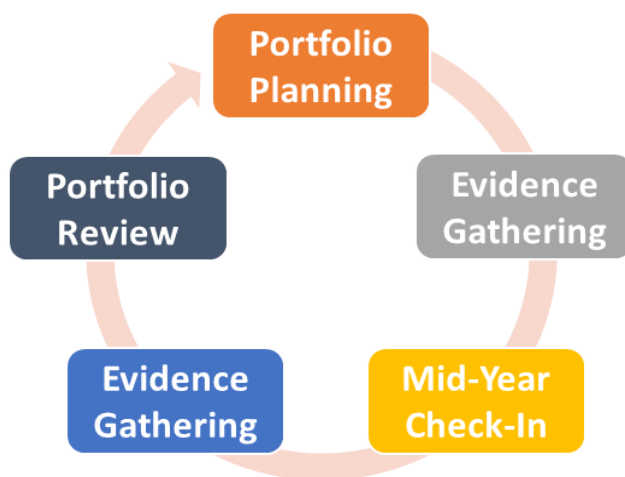 Portfolio
Planning
Evidence
Gathering
Mid-Year
Check-In
Evidence
Gathering
Portfolio
Review